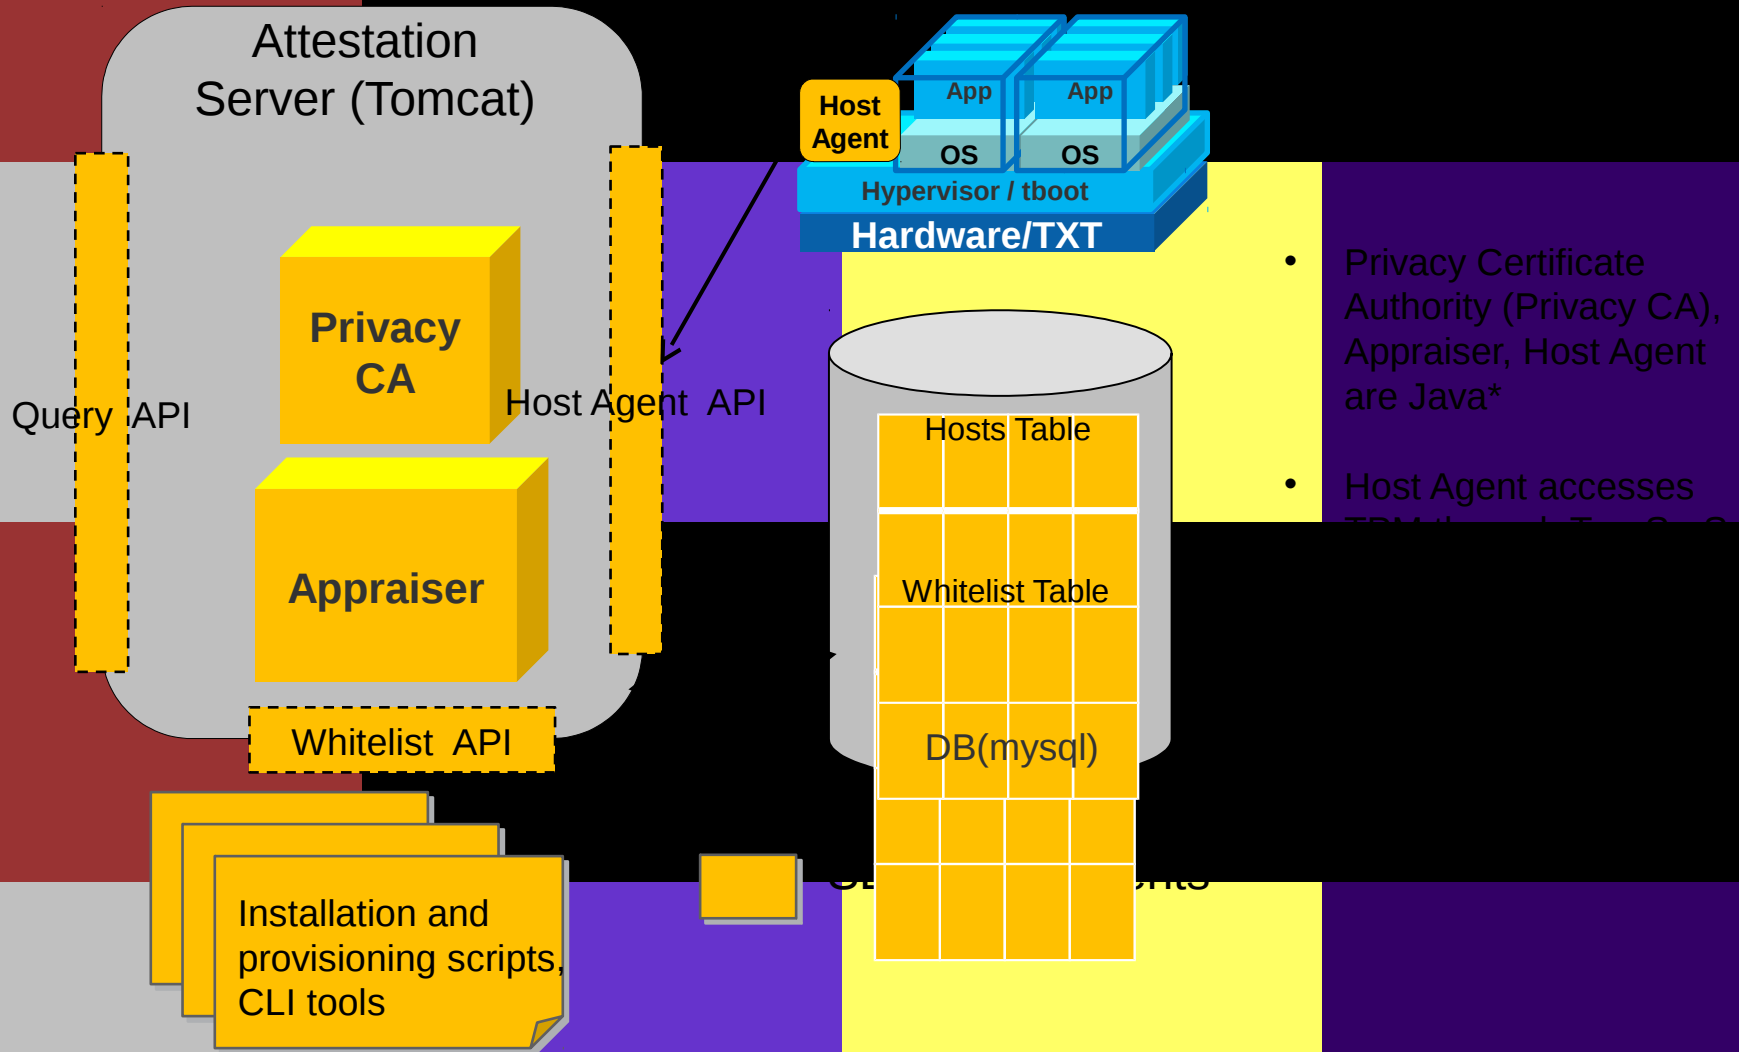 Attestation
Server (Tomcat)
Query  API
Privacy
CA
Appraiser
Host Agent  API
Whitelist  API
Installation and
provisioning scripts,
CLI tools
Host
Agent
App
App
OS
OS
Hypervisor / tboot
Hardware/TXT
Hosts Table
Whitelist Table
DB(mysql)
• Privacy Certificate
Authority (Privacy CA),
Appraiser, Host Agent
are Java*
• Host Agent accesses